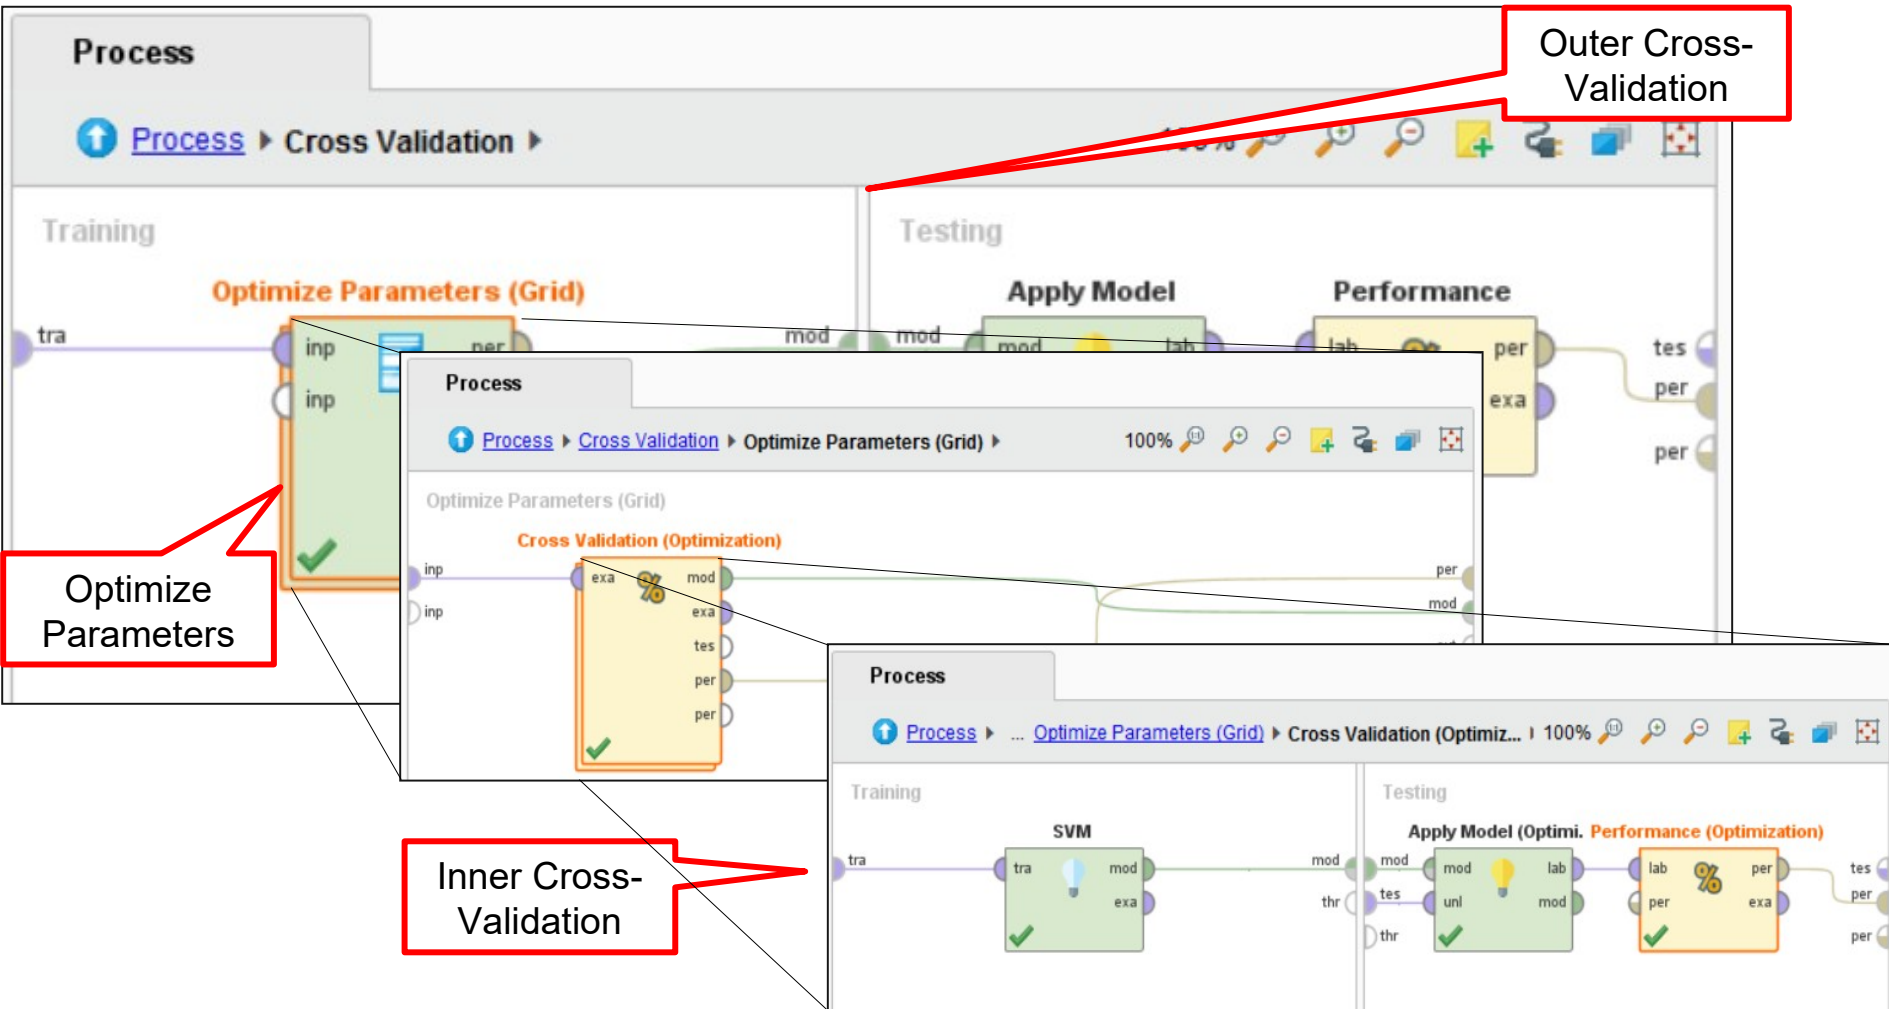 Process
Outer Cross-
Validation
Process Cross Validation
Training
Testing
Optimize Parameters (Grid)
Apply Model
Performance
tra
inp
per
mod
mod
mod
lab
lab
per
tes
inp
exa
per
per
Process
Process Cross Validation Optimize Parameters (Grid) 100%
Optimize Parameters (Grid)
Cross Validation (Optimization)
inp
exa
mod
per
inp
exa
mod
tes
per
per
Optimize
Parameters
Process
Process ... Optimize Parameters (Grid) Cross Validation (Optimiz... 100%
Training
Testing
SVM
Apply Model (Optimi. Performance (Optimization)
tra
tra
mod
mod
mod
mod
lab
lab
per
tes
exa
thr
tes
unl
mod
per
exa
per
thr
per
Inner Cross-
Validation